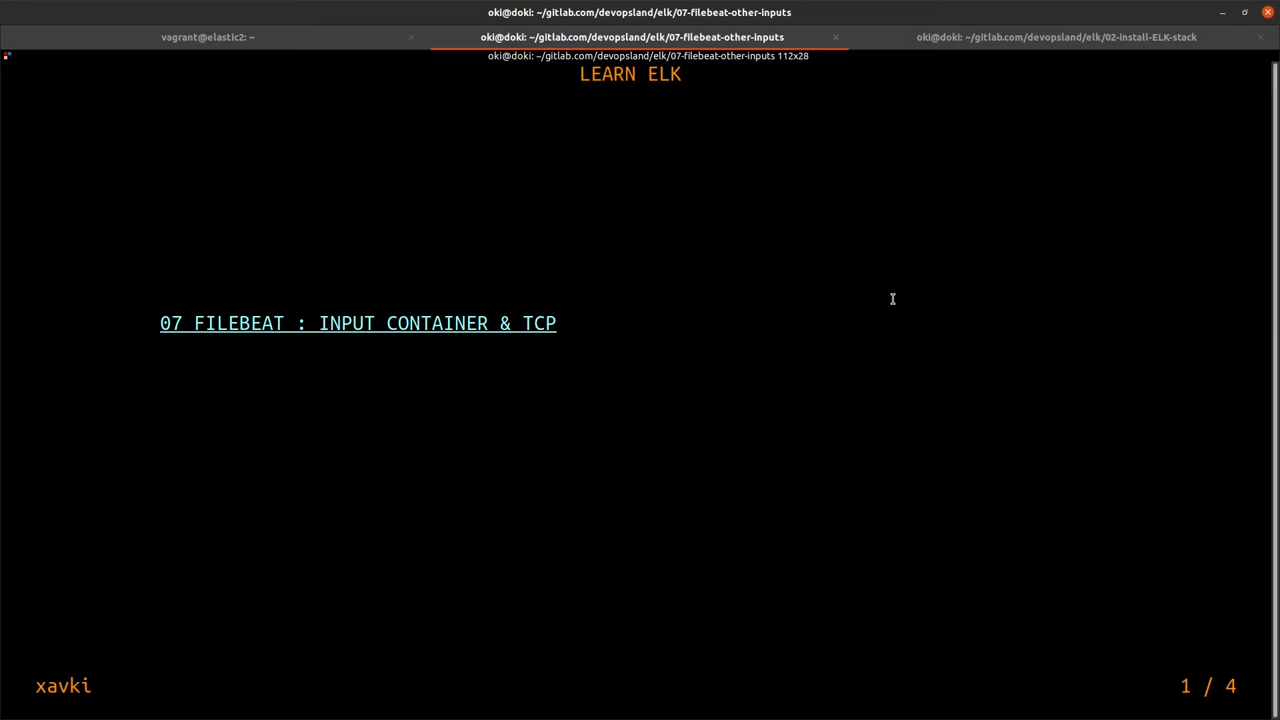 oki@doki: ~/gitlab.com/devopsland/elk/07-filebeat-other-inputs
vagrant@elastic2: ~
oki@doki: ~/gitlab.com/devopsland/elk/07-filebeat-other-inputs
oki@doki: ~/gitlab.com/devopsland/elk/02-install-ELK-stack
oki@doki: ~/gitlab.com/devopsland/elk/07-filebeat-other-inputs 112x28
LEARN ELK
07 FILEBEAT : INPUT CONTAINER & TCP
xavki
1 / 4